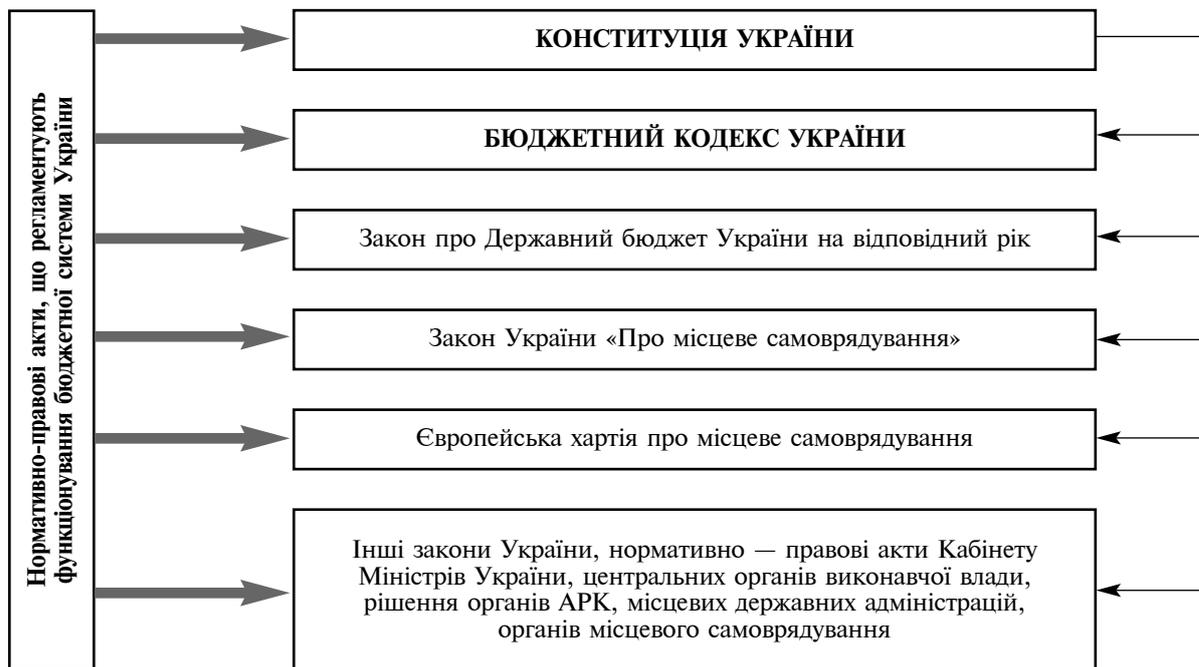 Нормативно-правові акти, що регламентують
функціонування бюджетної системи України
КОНСТИТУЦІЯ УКРАЇНИ
БЮДЖЕТНИЙ КОДЕКС УКРАЇНИ
Закон про Державний бюджет України на відповідний рік
Закон України «Про місцеве самоврядування»
Європейська хартія про місцеве самоврядування
Інші закони України, нормативно — правові акти Кабінету
Міністрів України, центральних органів виконавчої влади,
рішення органів АРК, місцевих державних адміністрацій,
органів місцевого самоврядування